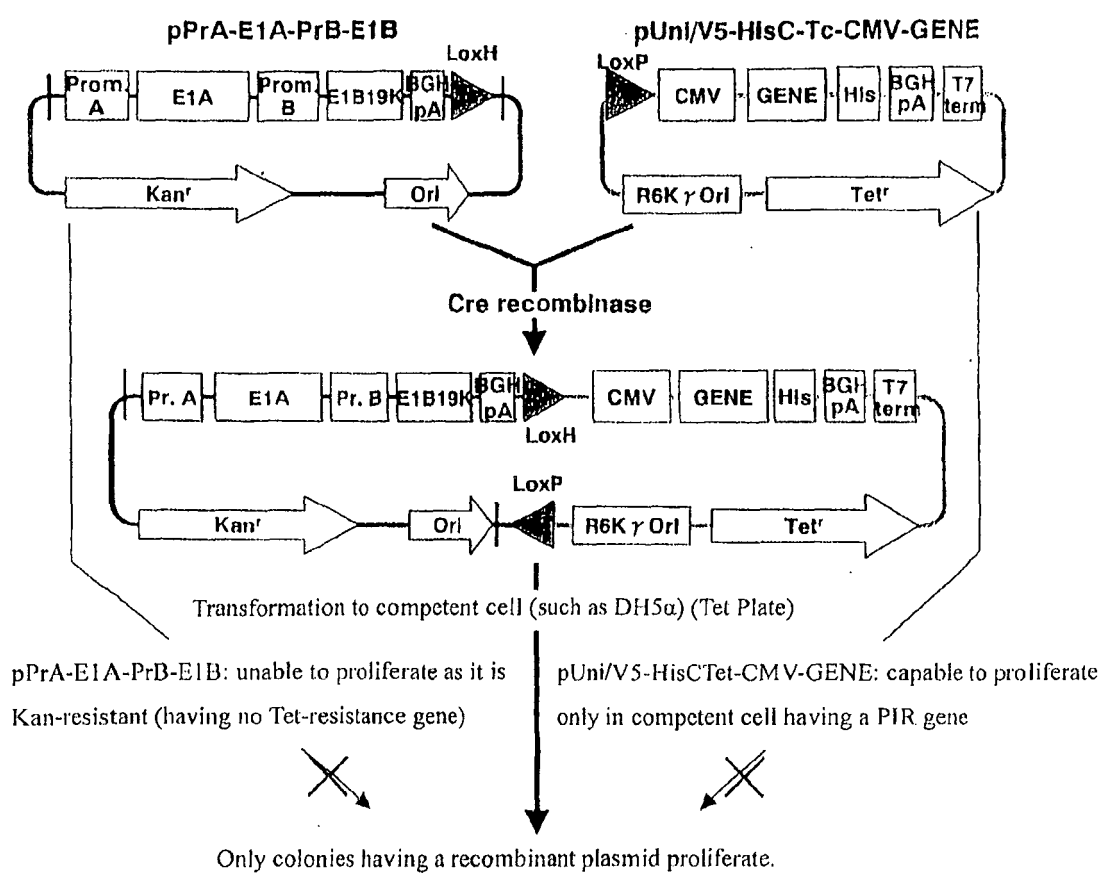 pPrA-E1A-PrB-E1B
pUni/V5-HisC-Tc-CMV-GENE
LoxH
LoxP
Prom A
E1A
Prom B
E1B19K
BGH pA
CMV
GENE
His
BGH pA
T7 term
Kanʳ
Ori
R6K γ Ori
Tetʳ
Cre recombinase
Pr. A
E1A
Pr. B
E1B19K
BGH pA
CMV
GENE
His
BGH pA
T7 term
LoxH
LoxP
Kanʳ
Ori
R6K γ Ori
Tetʳ
Transformation to competent cell (such as DH5α) (Tet Plate)
pPrA-E1A-PrB-E1B: unable to proliferate as it is
Kan-resistant (having no Tet-resistance gene)
pUni/V5-HisCTet-CMV-GENE: capable to proliferate
only in competent cell having a PIR gene
Only colonies having a recombinant plasmid proliferate.